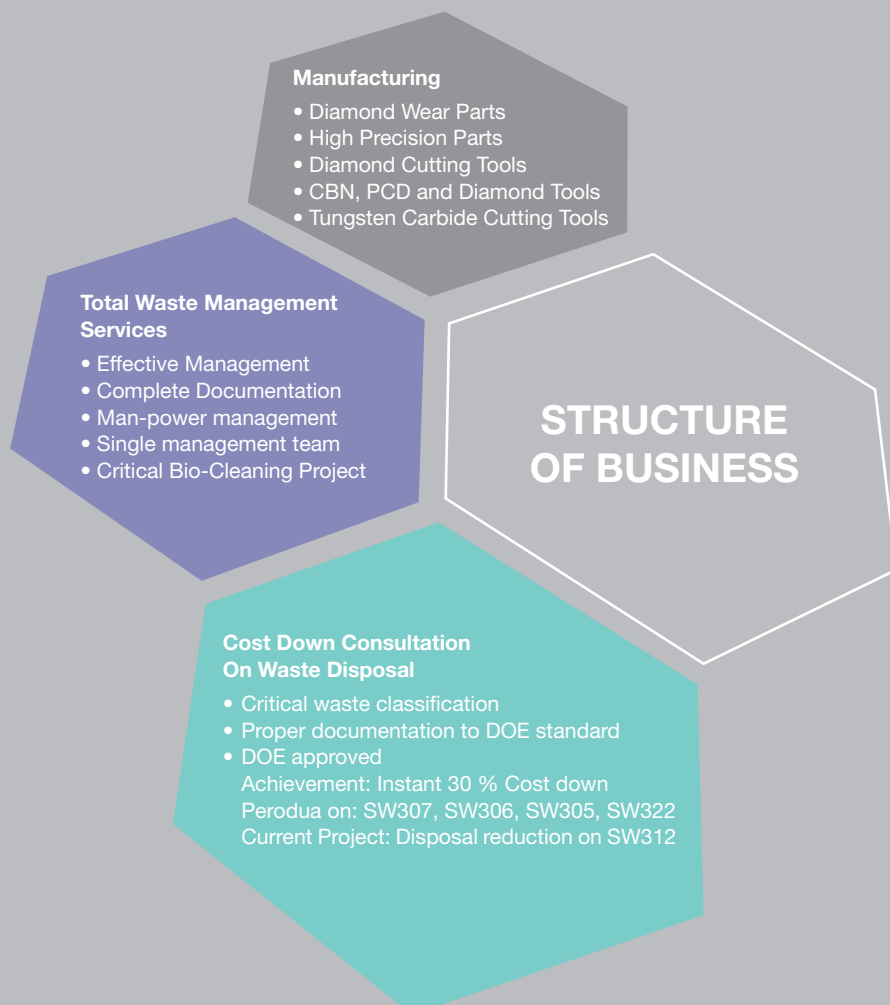 Manufacturing
• Diamond Wear Parts
• High Precision Parts
• Diamond Cutting Tools
• CBN, PCD and Diamond Tools
• Tungsten Carbide Cutting Tools
Total Waste Management
Services
• Effective Management
• Complete Documentation
• Man-power management
• Single management team
• Critical Bio-Cleaning Project
STRUCTURE
OF BUSINESS
Cost Down Consultation
On Waste Disposal
• Critical waste classification
• Proper documentation to DOE standard
• DOE approved
Achievement: Instant 30 % Cost down
Perodua on: SW307, SW306, SW305, SW322
Current Project: Disposal reduction on SW312